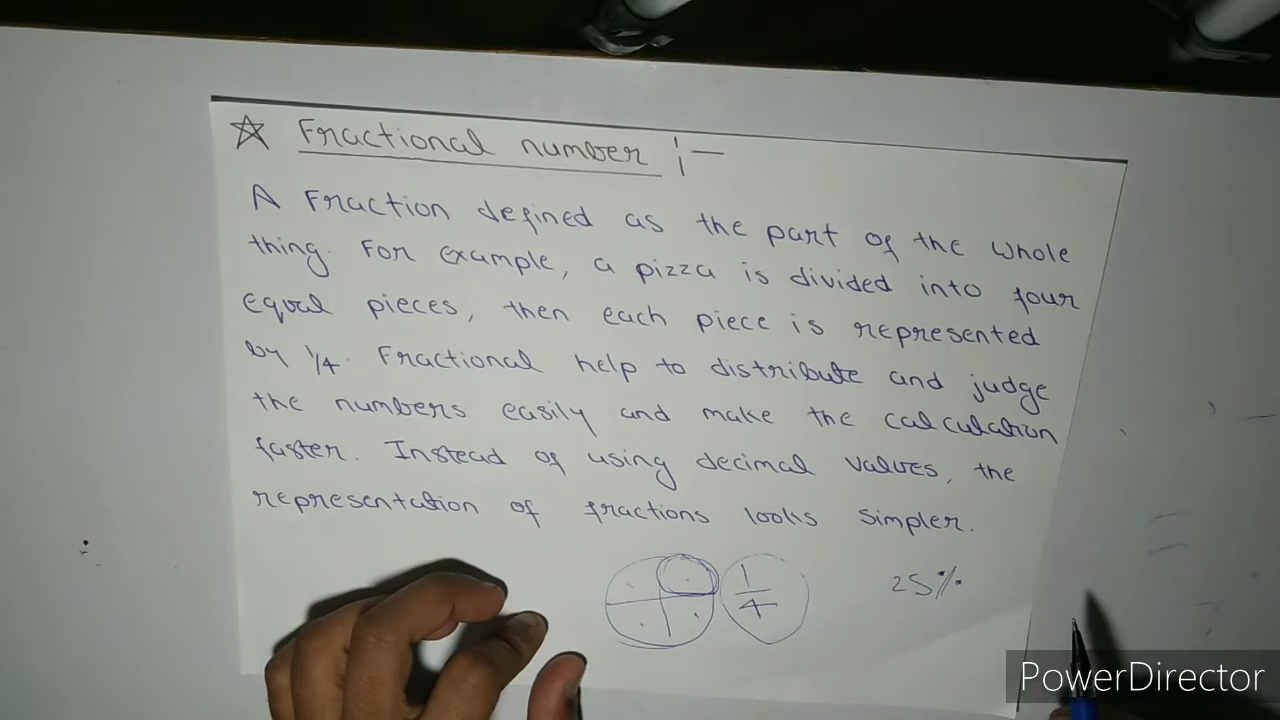 ☆ Fractional number :-
A Fraction defined as the part of the whole
thing. For example, a pizza is divided into four
equal pieces, then each piece is represented
by 1/4. Fractional help to distribute and judge
the numbers easily and make the calculation
faster. Instead of using decimal values, the
representation of fractions looks simpler.
1/4 25%
PowerDirector